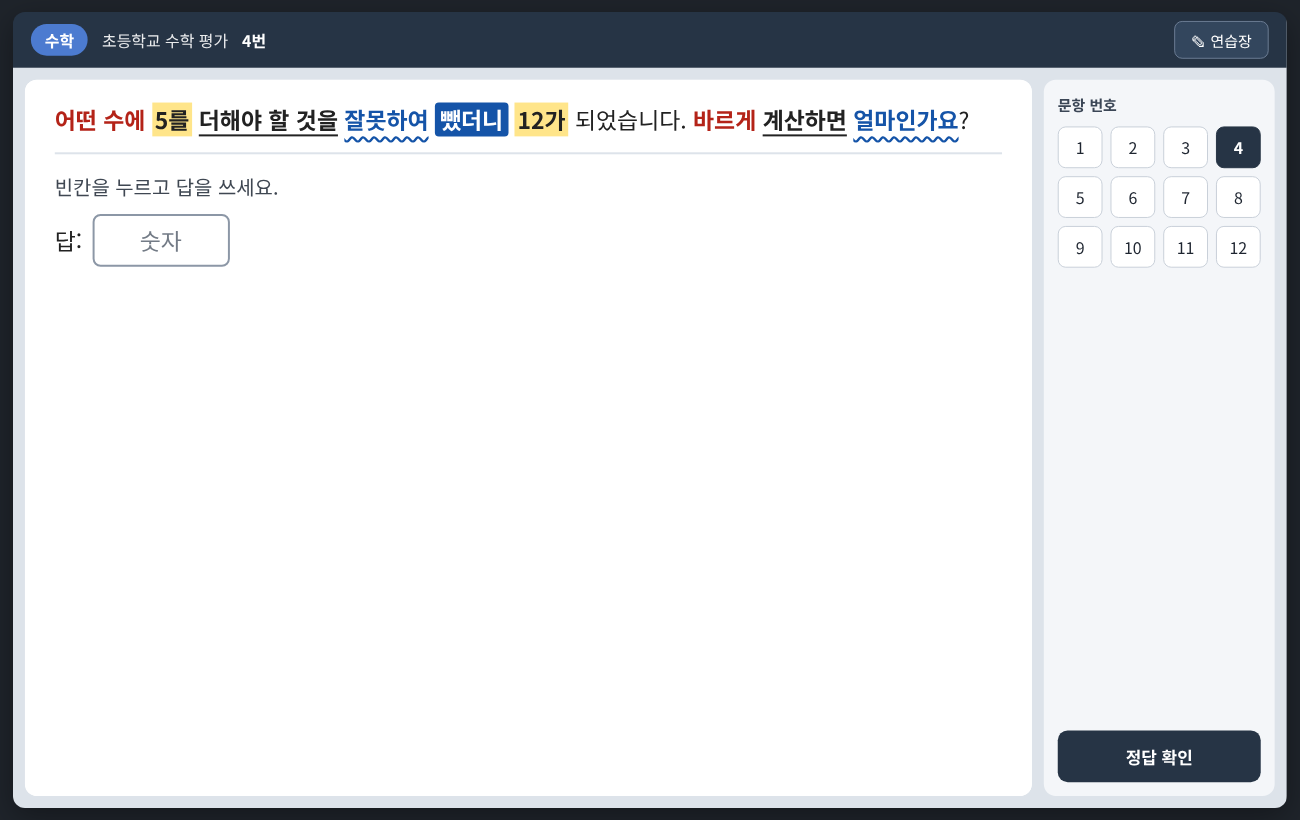 수학 초등학교 수학 평가 4번 ✎ 연습장
어떤 수에 5를 더해야 할 것을 잘못하여 뺐더니 12가 되었습니다. 바르게 계산하면 얼마인가요?
빈칸을 누르고 답을 쓰세요.
답: 숫자
문항 번호
1 2 3 4
5 6 7 8
9 10 11 12
정답 확인